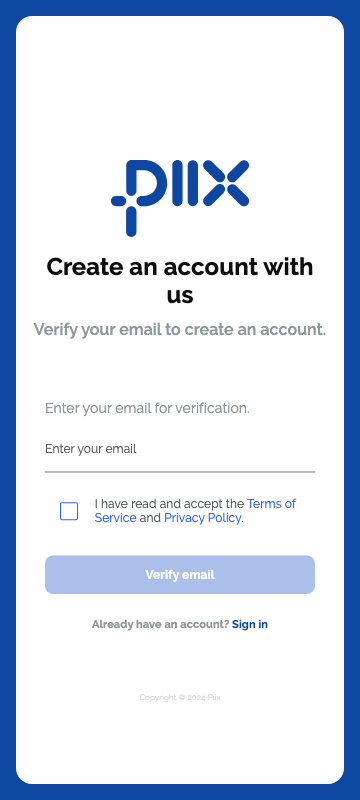 piix
Create an account with
us
Verify your email to create an account.
Enter your email for verification.
Enter your email
I have read and accept the Terms of
Service and Privacy Policy.
Verify email
Already have an account? Sign in
Copyright © 2024 Piix